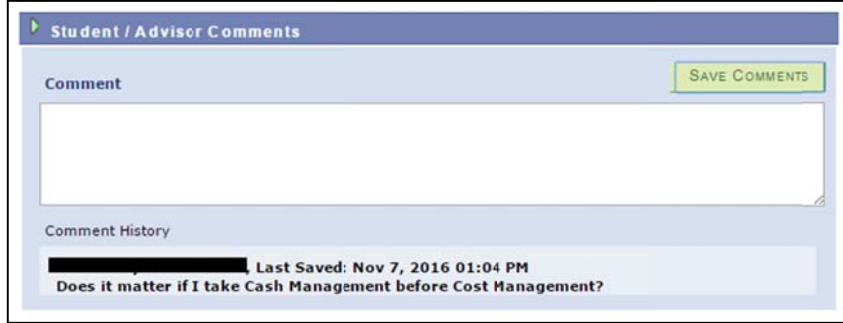 Student / Advisor Comments
Comment
SAVE COMMENTS
Comment History
, Last Saved: Nov 7, 2016 01:04 PM
Does it matter if I take Cash Management before Cost Management?